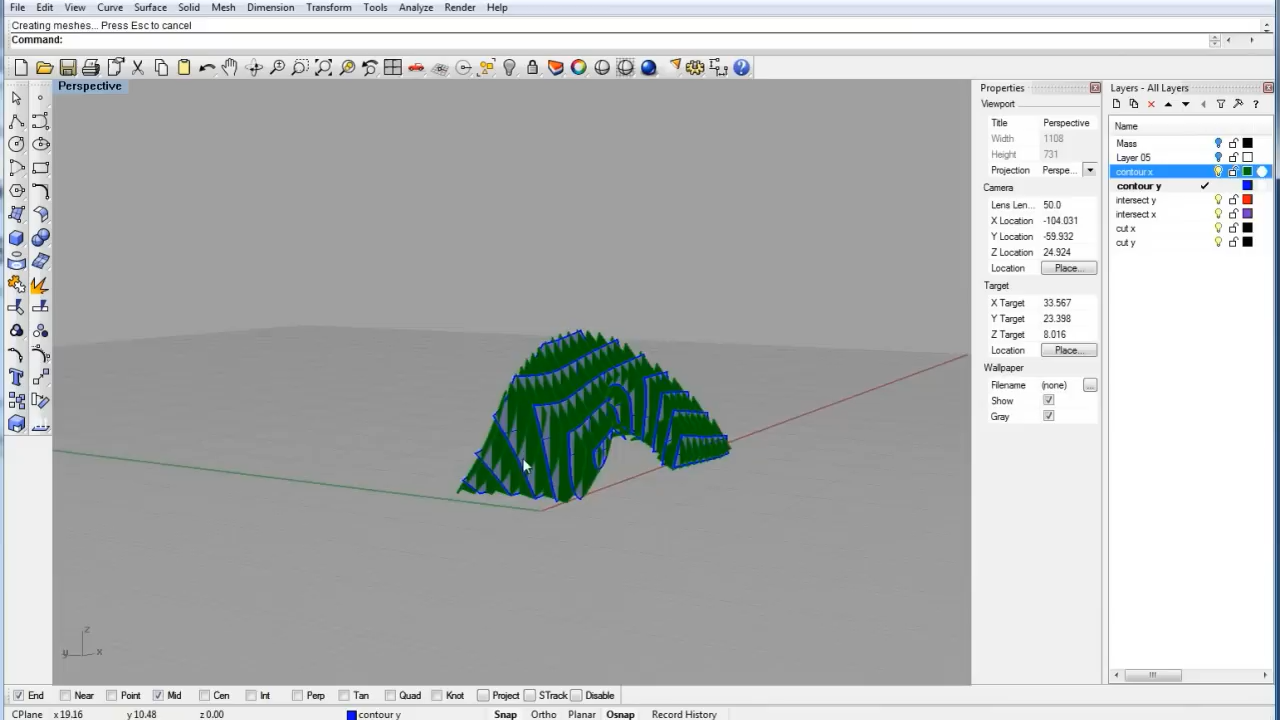 File Edit View Curve Surface Solid Mesh Dimension Transform Tools Analyze Render Help
Creating meshes... Press Esc to cancel
Command:
Perspective
Properties
Viewport
Title Perspective
Width 1108
Height 731
Projection Perspe...
Camera
Lens Len... 50.0
X Location -104.031
Y Location -59.932
Z Location 24.924
Location Place...
Target
X Target 33.567
Y Target 23.398
Z Target 8.016
Location Place...
Wallpaper
Filename (none) ...
Show
Gray
Layers - All Layers
Name
Mass
Layer 05
contour x
contour y
intersect y
intersect x
cut x
cut y
z
y x
End Near Point Mid Cen Int Perp Tan Quad Knot Project STrack Disable
CPlane x 19.16 y 10.48 z 0.00 contour y Snap Ortho Planar Osnap Record History